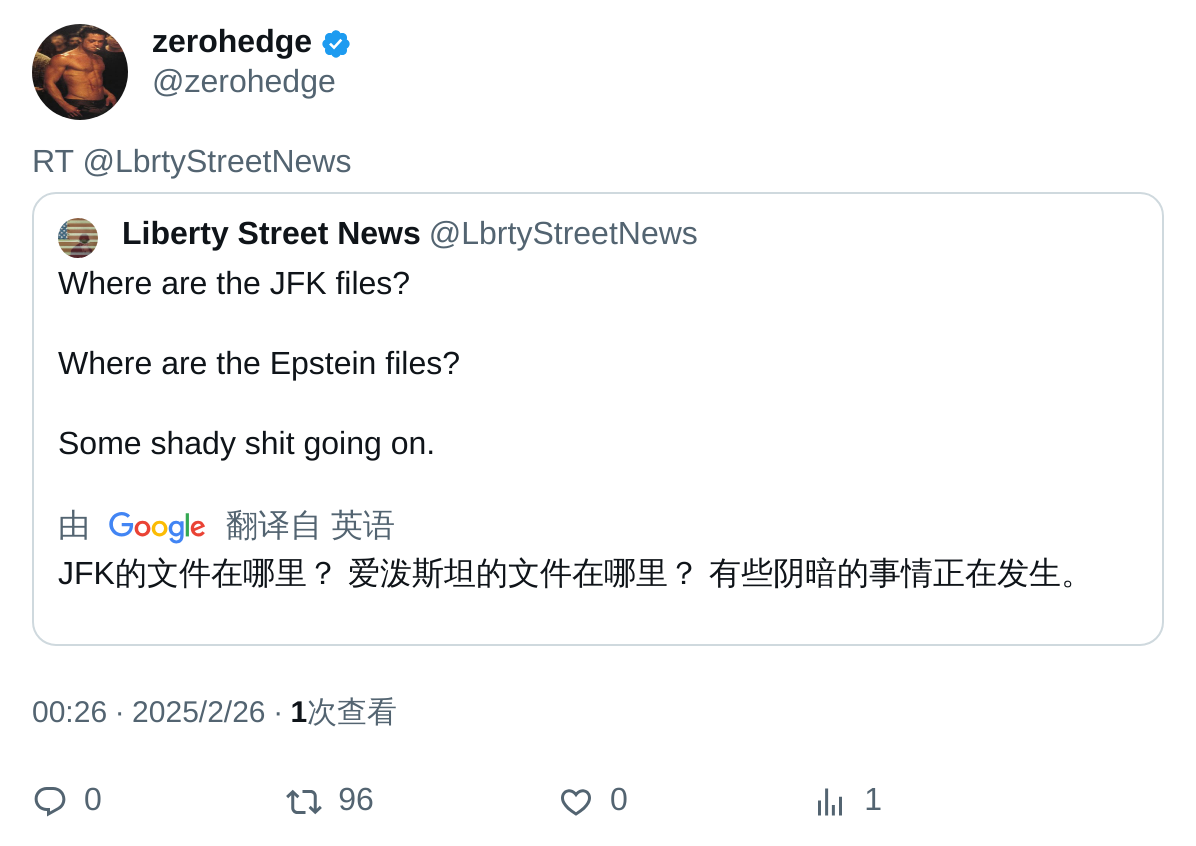 zerohedge
@zerohedge
RT @LbrtyStreetNews
Liberty Street News @LbrtyStreetNews
Where are the JFK files?
Where are the Epstein files?
Some shady shit going on.
由 Google 翻译自 英语
JFK的文件在哪里？ 爱泼斯坦的文件在哪里？ 有些阴暗的事情正在发生。
00:26 · 2025/2/26 · 1次查看
0 96 0 1